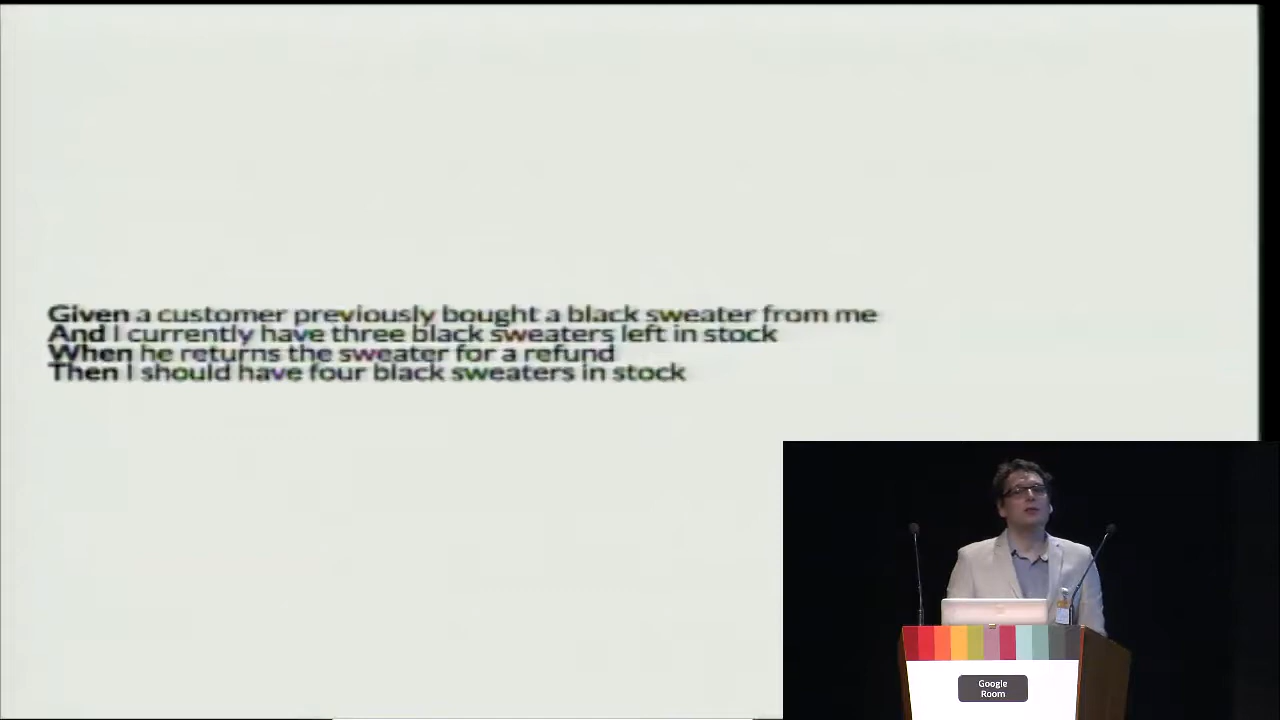 Given a customer previously bought a black sweater from me
And I currently have three black sweaters left in stock
When he returns the sweater for a refund
Then I should have four black sweaters in stock
Google
Room